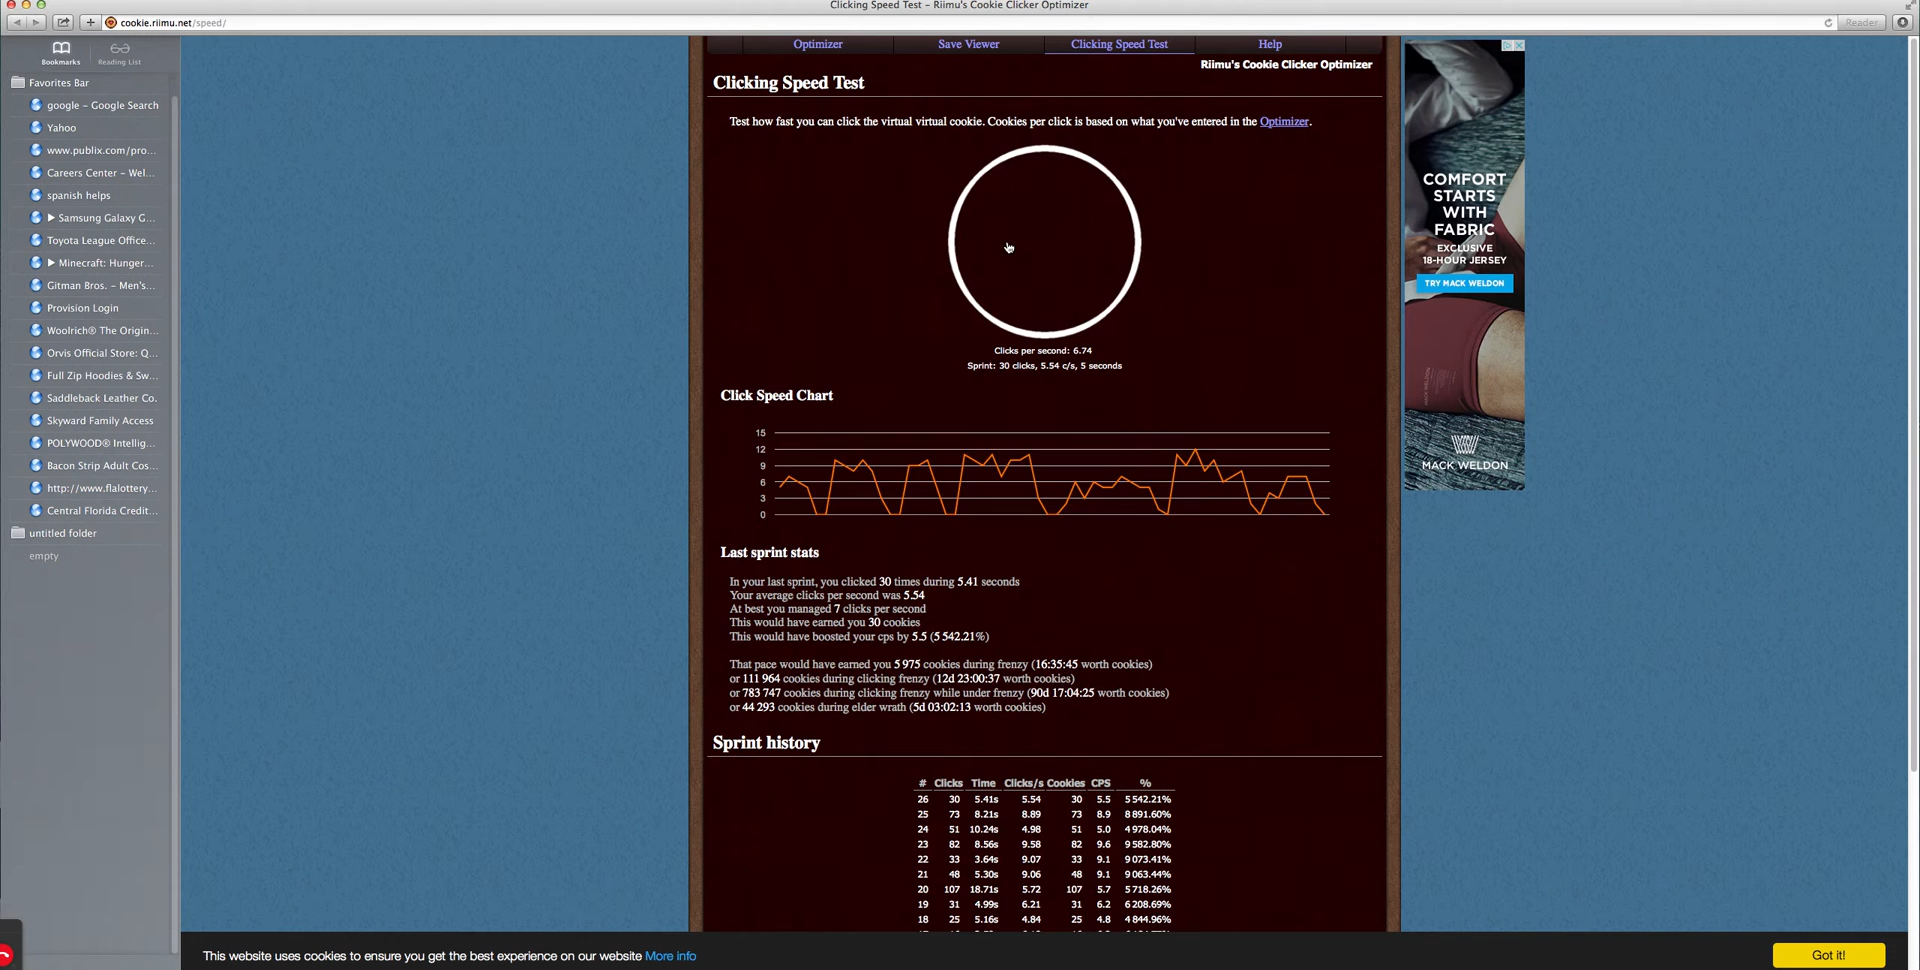 Clicking Speed Test – Riimu's Cookie Clicker Optimizer
cookie.riimu.net/speed/
Reader
Bookmarks
Reading List
Favorites Bar
google – Google Search
Yahoo
www.publix.com/pro...
Careers Center – Wel...
spanish helps
▶ Samsung Galaxy G...
Toyota League Office...
▶ Minecraft: Hunger...
Gitman Bros. – Men's...
Provision Login
Woolrich® The Origin...
Orvis Official Store: Q...
Full Zip Hoodies & Sw...
Saddleback Leather Co.
Skyward Family Access
POLYWOOD® Intellig...
Bacon Strip Adult Cos...
http://www.flalottery...
Central Florida Credit...
untitled folder
empty
Optimizer Save Viewer Clicking Speed Test Help
Riimu's Cookie Clicker Optimizer
Clicking Speed Test
Test how fast you can click the virtual virtual cookie. Cookies per click is based on what you've entered in the Optimizer.
Clicks per second: 6.74
Sprint: 30 clicks, 5.54 c/s, 5 seconds
Click Speed Chart
15
12
9
6
3
0
Last sprint stats
In your last sprint, you clicked 30 times during 5.41 seconds
Your average clicks per second was 5.54
At best you managed 7 clicks per second
This would have earned you 30 cookies
This would have boosted your cps by 5.5 (5 542.21%)
That pace would have earned you 5 975 cookies during frenzy (16:35:45 worth cookies)
or 111 964 cookies during clicking frenzy (12d 23:00:37 worth cookies)
or 783 747 cookies during clicking frenzy while under frenzy (90d 17:04:25 worth cookies)
or 44 293 cookies during elder wrath (5d 03:02:13 worth cookies)
Sprint history
# Clicks Time Clicks/s Cookies CPS %
26 30 5.41s 5.54 30 5.5 5 542.21%
25 73 8.21s 8.89 73 8.9 8 891.60%
24 51 10.24s 4.98 51 5.0 4 978.04%
23 82 8.56s 9.58 82 9.6 9 582.80%
22 33 3.64s 9.07 33 9.1 9 073.41%
21 48 5.30s 9.06 48 9.1 9 063.44%
20 107 18.71s 5.72 107 5.7 5 718.26%
19 31 4.99s 6.21 31 6.2 6 208.69%
18 25 5.16s 4.84 25 4.8 4 844.96%
COMFORT
STARTS
WITH
FABRIC
EXCLUSIVE
18-HOUR JERSEY
TRY MACK WELDON
MACK WELDON
This website uses cookies to ensure you get the best experience on our website More info
Got it!